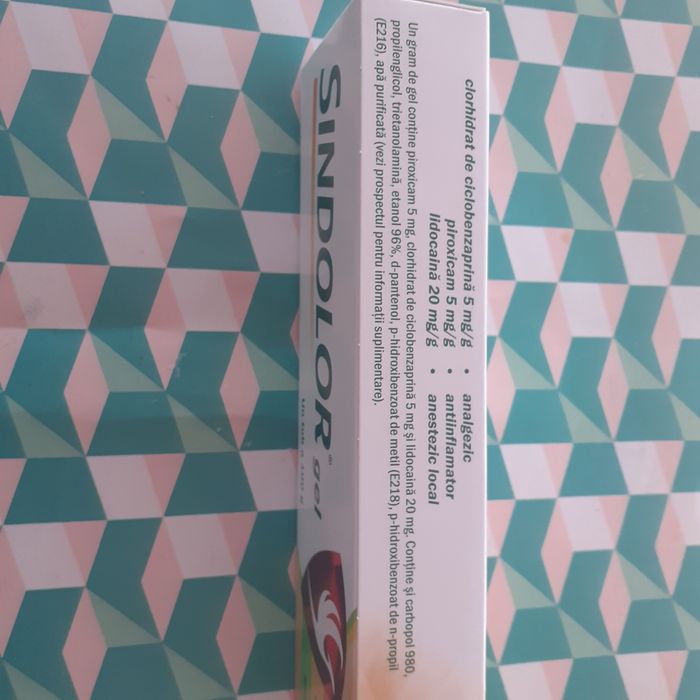 clorhidrat de ciclobenzaprină 5 mg/g • analgezic
piroxicam 5 mg/g • antiinflamator
lidocaină 20 mg/g • anestezic local
Un gram de gel conține piroxicam 5 mg, clorhidrat de ciclobenzaprină 5 mg și lidocaină 20 mg. Conține și carbopol 980,
propilenglicol, trietanolamină, etanol 96%, d-pantenol, p-hidroxibenzoat de metil (E218), p-hidroxibenzoat de n-propil
(E216), apă purificată (vezi prospectul pentru informații suplimentare).
SINDOLOR gel